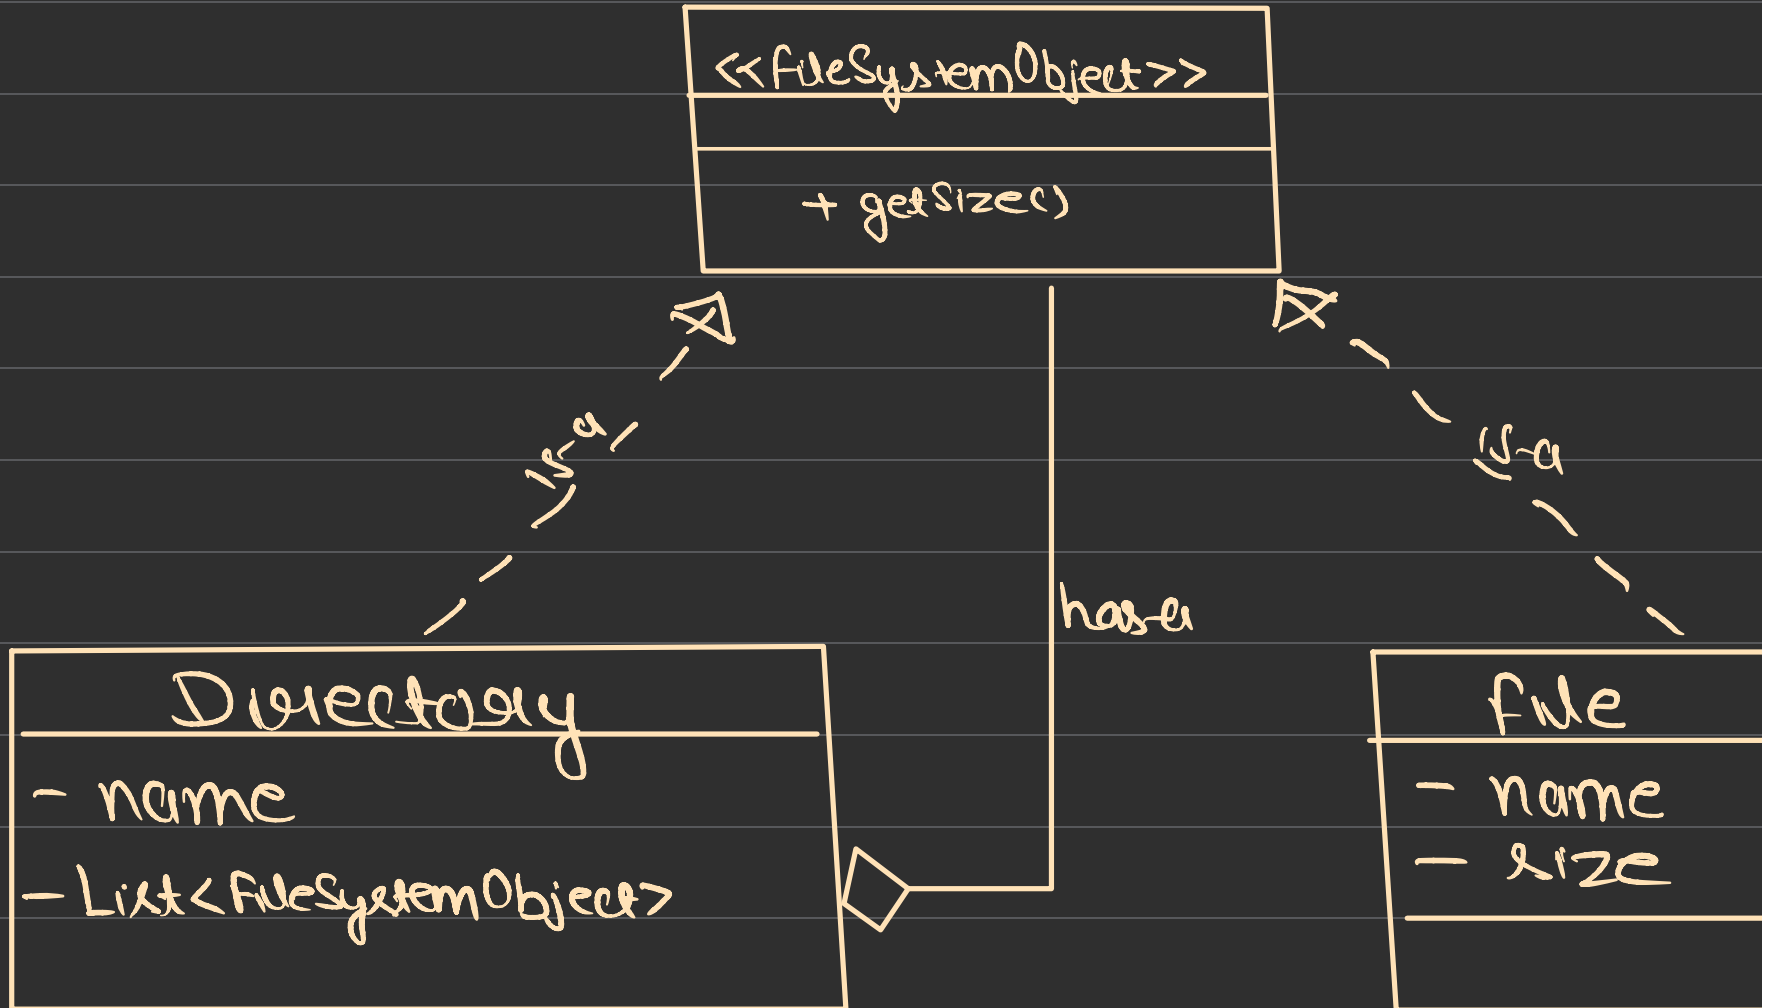 <<FileSystemObject>>
+ getSize()
is-a
is-a
has-a
Directory
- name
- List<FileSystemObject>
File
- name
- size